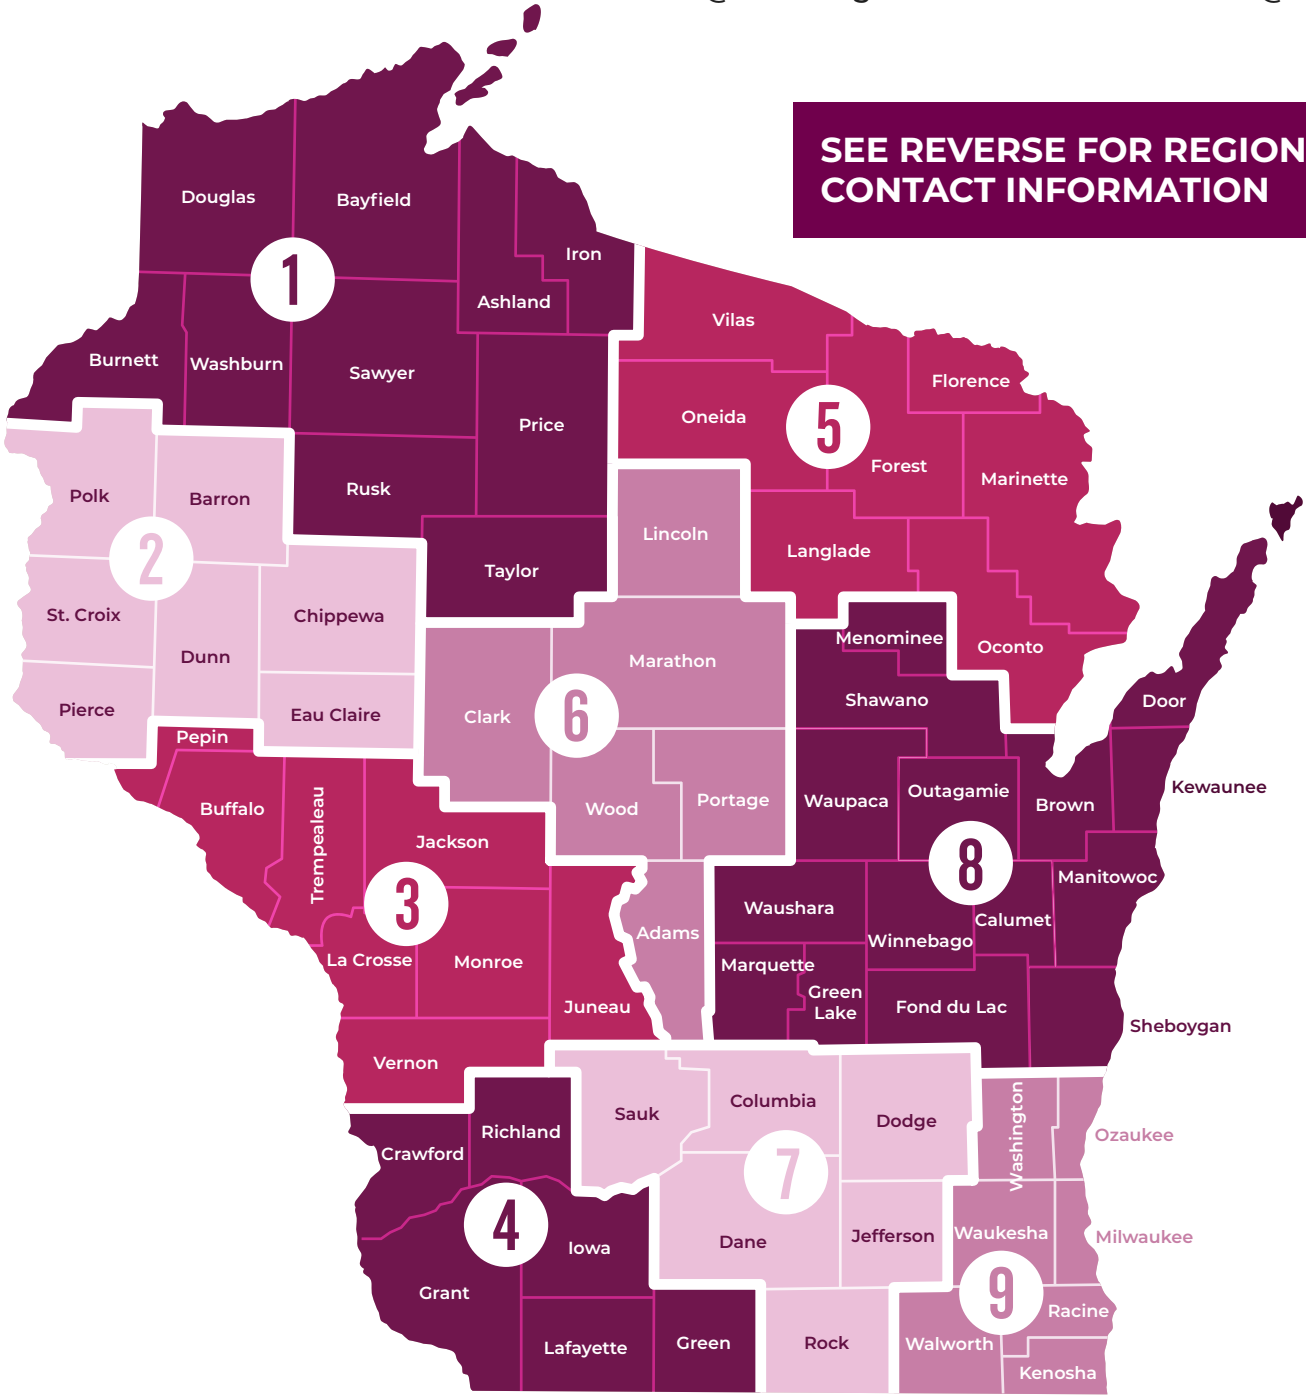 SEE REVERSE FOR REGION
CONTACT INFORMATION
Douglas
Bayfield
Iron
1
Ashland
Vilas
Burnett
Washburn
Sawyer
Florence
Oneida
Price
5
Forest
Polk
Barron
Rusk
Marinette
Lincoln
2
Langlade
Taylor
St. Croix
Chippewa
Menominee
Oconto
Dunn
Marathon
Shawano
Door
Pierce
Eau Claire
Clark
6
Pepin
Kewaunee
Buffalo
Trempealeau
Wood
Portage
Waupaca
Outagamie
Brown
Jackson
8
Manitowoc
3
Waushara
Calumet
Adams
Winnebago
La Crosse
Monroe
Marquette
Juneau
Green
Lake
Fond du Lac
Sheboygan
Vernon
Columbia
Sauk
Dodge
Washington
Ozaukee
Richland
Crawford
7
4
Iowa
Dane
Jefferson
Waukesha
Milwaukee
Grant
9
Racine
Lafayette
Green
Rock
Walworth
Kenosha